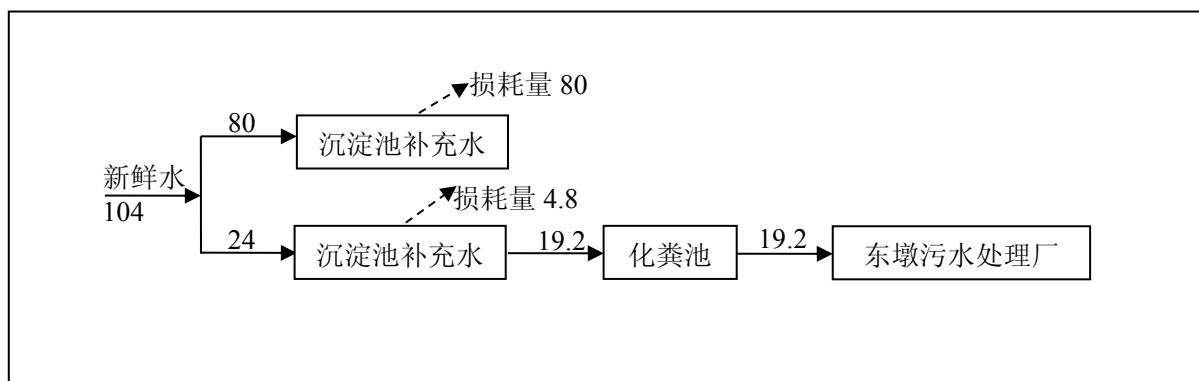 损耗量 80
80
沉淀池补充水
新鲜水
104
损耗量 4.8
24
沉淀池补充水
19.2
化粪池
19.2
东墩污水处理厂